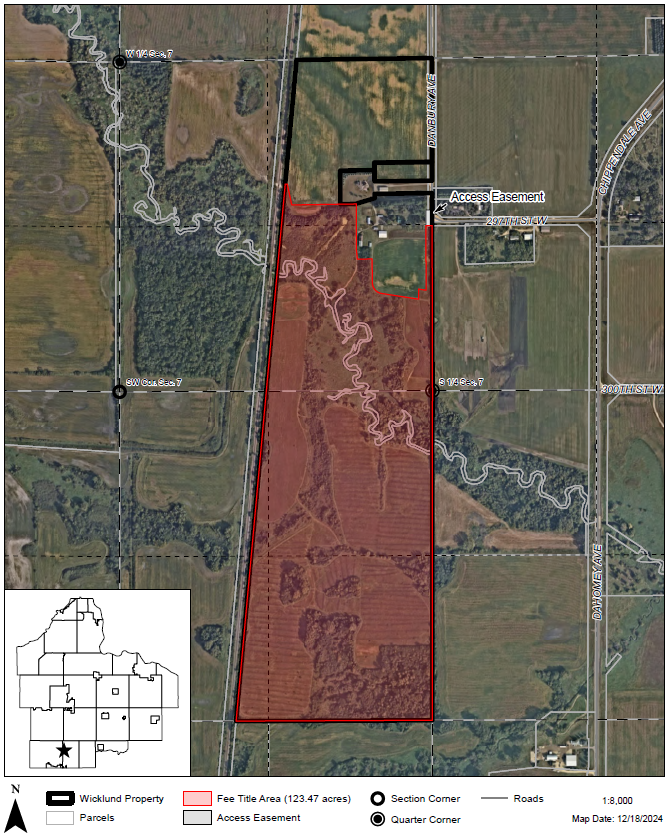 W 1/4 Sec. 7
DANBURY AVE
CHIPPENDALE AVE
Access Easement
297TH ST W
SW Cor. Sec. 7
S 1/4 Sec. 7
300TH ST W
DAHOMEY AVE
N
Wicklund Property
Fee Title Area (123.47 acres)
Section Corner
Roads
1:8,000
Parcels
Access Easement
Quarter Corner
Map Date: 12/18/2024